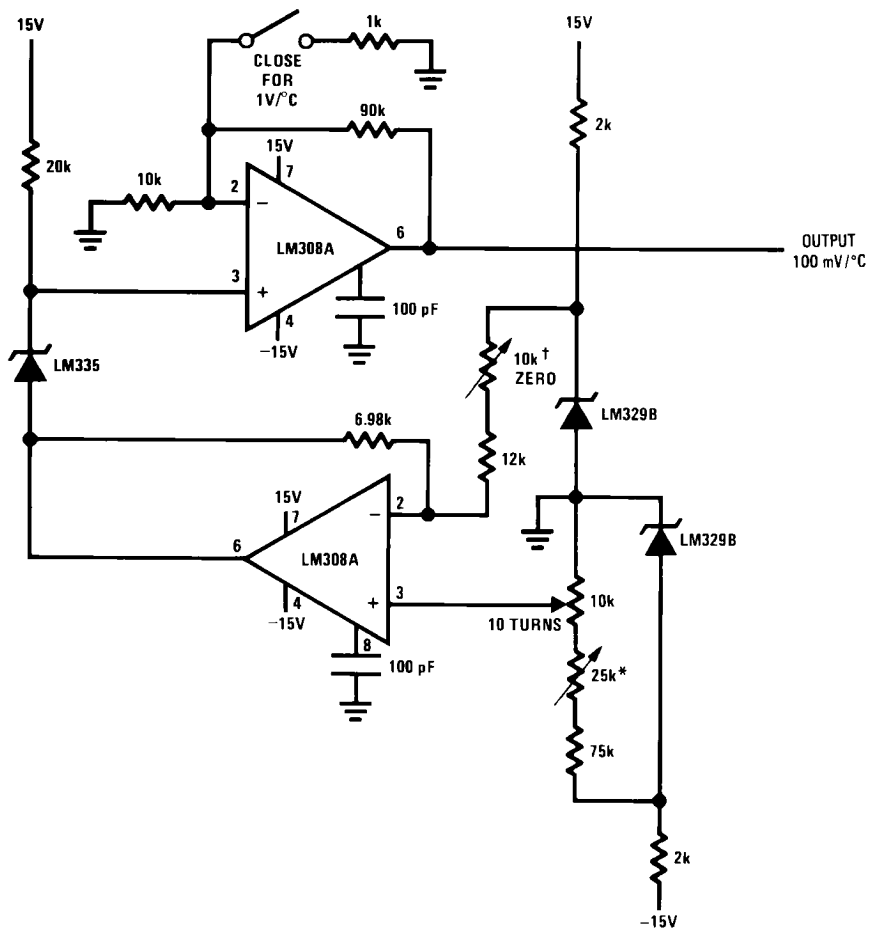 15V
1k
15V
CLOSE
FOR
1V/°C
90k
2k
20k
15V
10k
2
7
−
6
LM308A
OUTPUT
100 mV/°C
3
+
100 pF
4
−15V
10k†
ZERO
LM335
LM329B
6.98k
12k
15V
2
7
−
LM329B
6
LM308A
3
10k
4
+
10 TURNS
−15V
8
100 pF
25k*
75k
2k
−15V